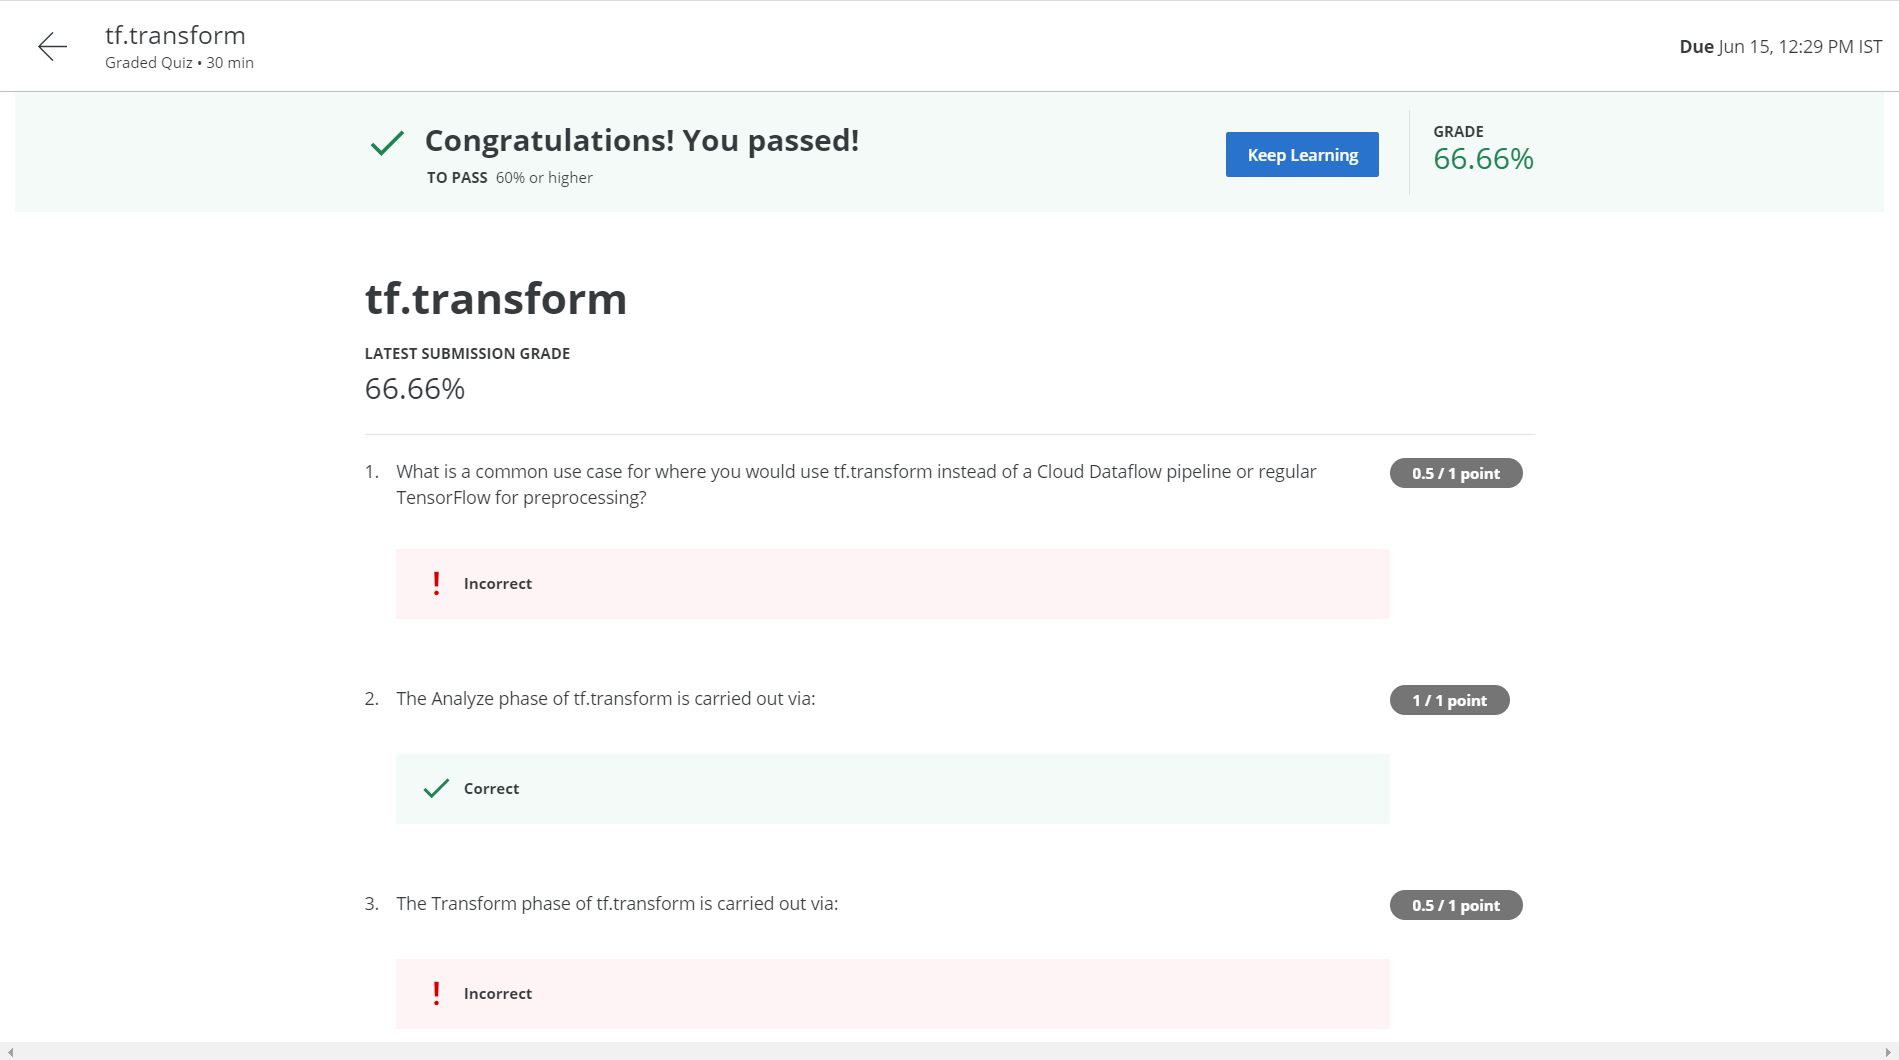 tf.transform
Graded Quiz • 30 min
Due Jun 15, 12:29 PM IST
Congratulations! You passed!
TO PASS 60% or higher
Keep Learning
GRADE
66.66%
tf.transform
LATEST SUBMISSION GRADE
66.66%
1. What is a common use case for where you would use tf.transform instead of a Cloud Dataflow pipeline or regular
TensorFlow for preprocessing?
0.5 / 1 point
! Incorrect
2. The Analyze phase of tf.transform is carried out via:
1 / 1 point
Correct
3. The Transform phase of tf.transform is carried out via:
0.5 / 1 point
! Incorrect